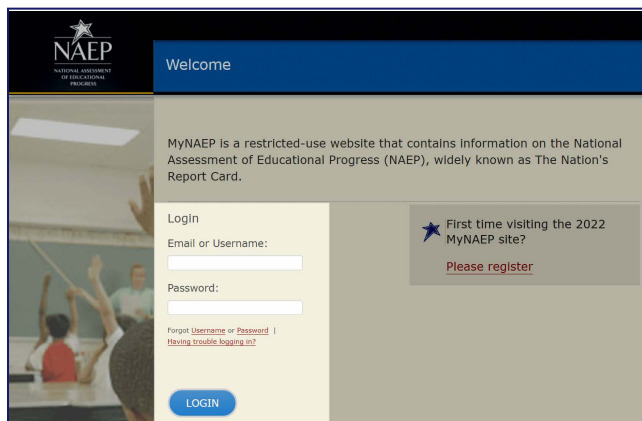 NAEP
NATIONAL ASSESSMENT
OF EDUCATIONAL
PROGRESS
Welcome
MyNAEP is a restricted-use website that contains information on the National
Assessment of Educational Progress (NAEP), widely known as The Nation's
Report Card.
Login
Email or Username:
Password:
Forgot Username or Password |
Having trouble logging in?
LOGIN
First time visiting the 2022
MyNAEP site?
Please register